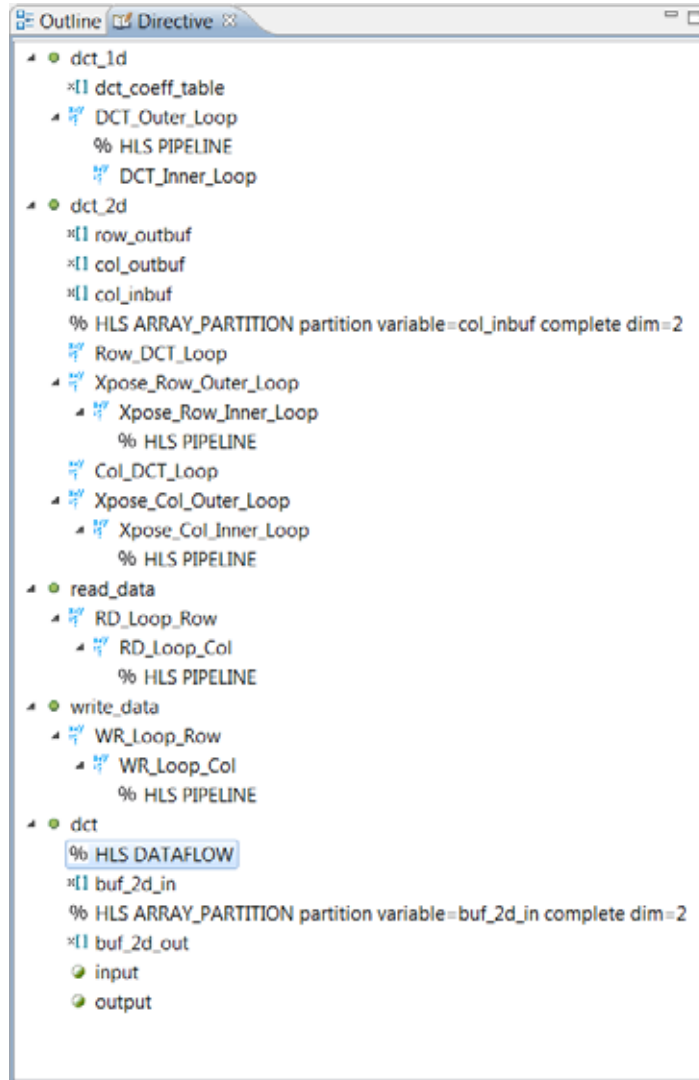 Outline Directive
dct_1d
dct_coeff_table
DCT_Outer_Loop
% HLS PIPELINE
DCT_Inner_Loop
dct_2d
row_outbuf
col_outbuf
col_inbuf
% HLS ARRAY_PARTITION partition variable=col_inbuf complete dim=2
Row_DCT_Loop
Xpose_Row_Outer_Loop
Xpose_Row_Inner_Loop
% HLS PIPELINE
Col_DCT_Loop
Xpose_Col_Outer_Loop
Xpose_Col_Inner_Loop
% HLS PIPELINE
read_data
RD_Loop_Row
RD_Loop_Col
% HLS PIPELINE
write_data
WR_Loop_Row
WR_Loop_Col
% HLS PIPELINE
dct
% HLS DATAFLOW
buf_2d_in
% HLS ARRAY_PARTITION partition variable=buf_2d_in complete dim=2
buf_2d_out
input
output